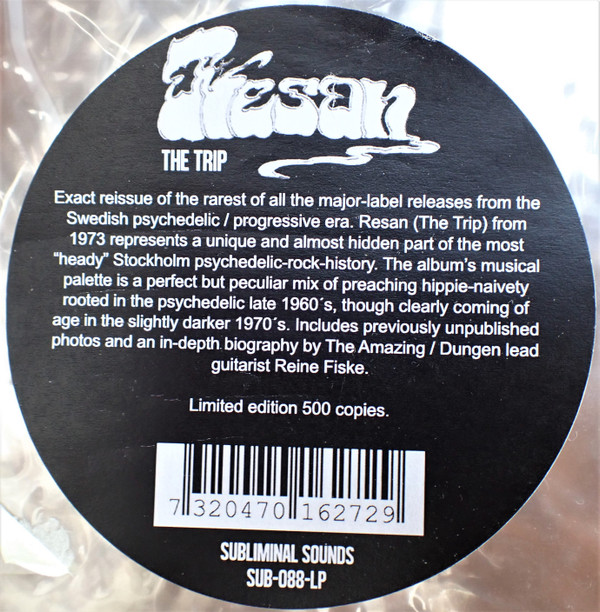 Resan
THE TRIP
Exact reissue of the rarest of all the major-label releases from the
Swedish psychedelic / progressive era. Resan (The Trip) from
1973 represents a unique and almost hidden part of the most
“heady” Stockholm psychedelic-rock-history. The album’s musical
palette is a perfect but peculiar mix of preaching hippie-naivety
rooted in the psychedelic late 1960´s, though clearly coming of
age in the slightly darker 1970´s. Includes previously unpublished
photos and an in-depth biography by The Amazing / Dungen lead
guitarist Reine Fiske.
Limited edition 500 copies.
7 320470 162729
SUBLIMINAL SOUNDS
SUB-088-LP